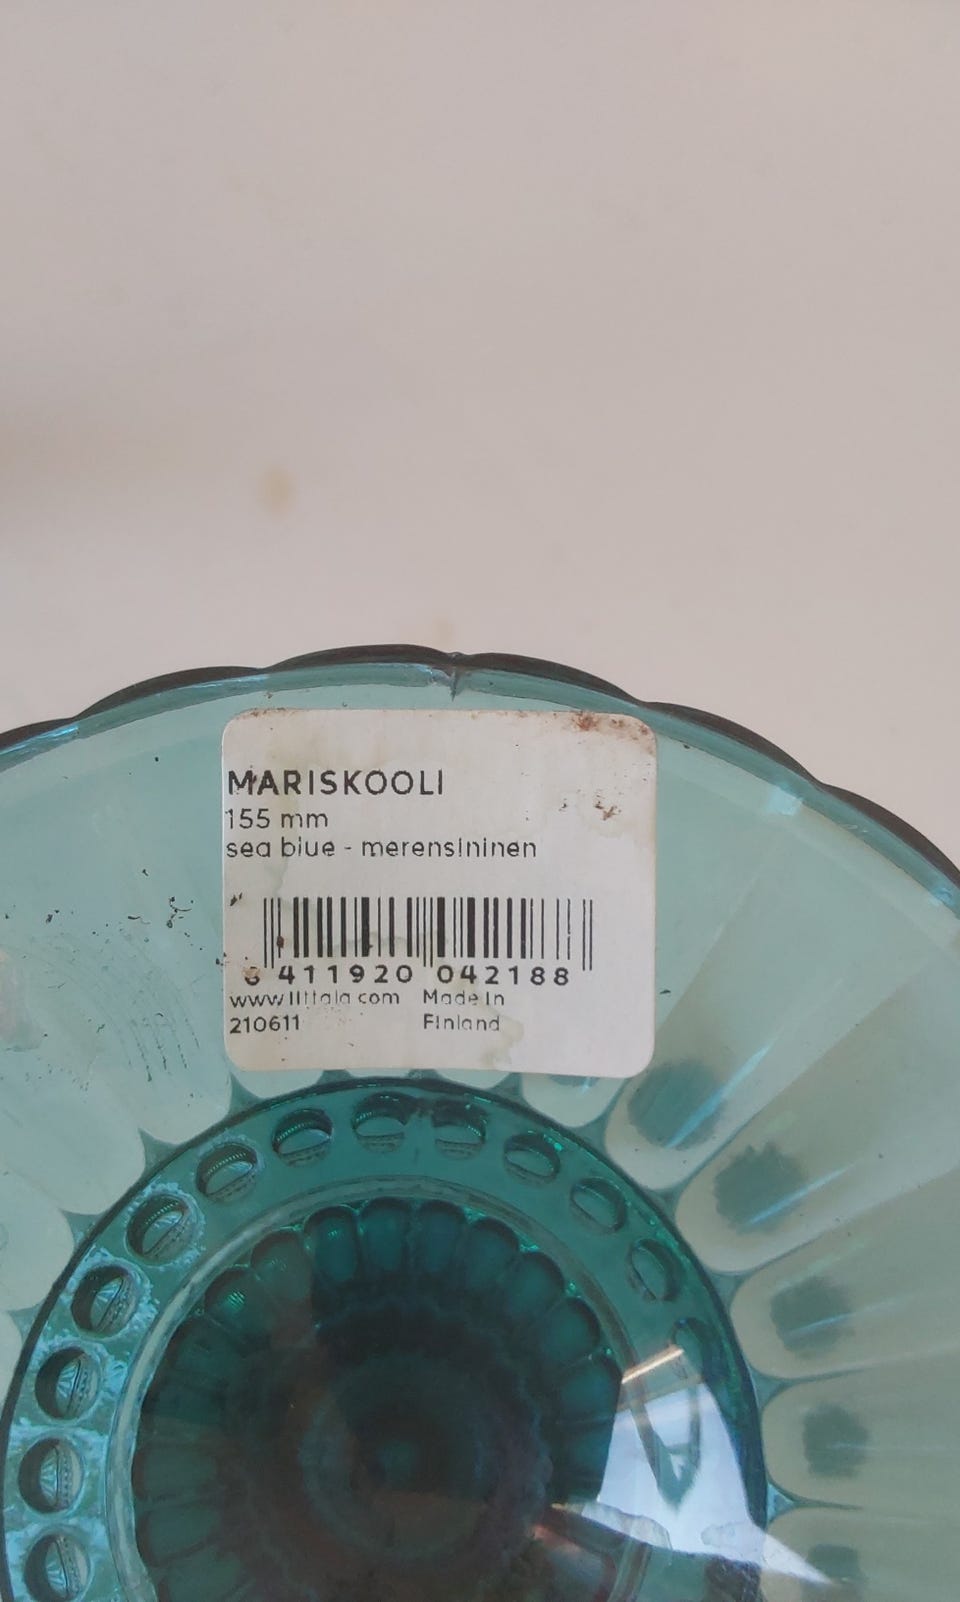 MARISKOOLI
155 mm
sea blue - merensininen
6 411920 042188
www.iittala.com Made in
210611 Finland